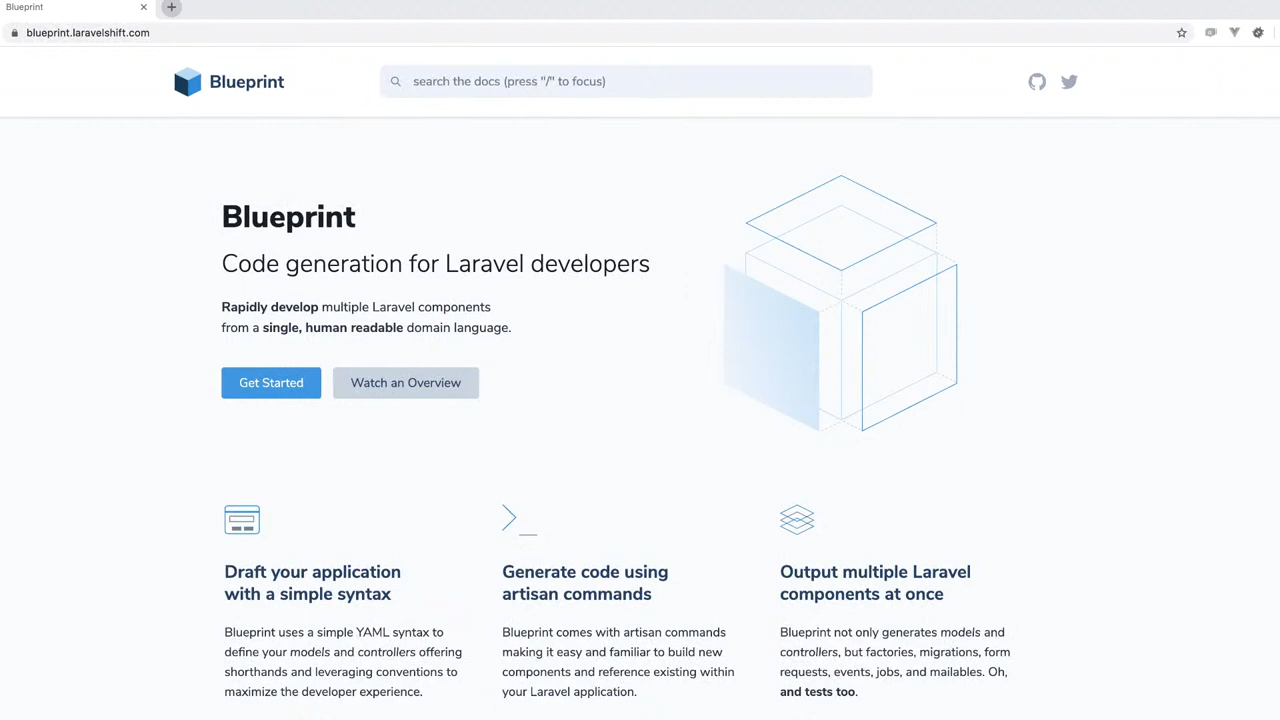 Blueprint
blueprint.laravelshift.com
Blueprint
search the docs (press "/" to focus)
Blueprint
Code generation for Laravel developers
Rapidly develop multiple Laravel components
from a single, human readable domain language.
Get Started
Watch an Overview
Draft your application
with a simple syntax
Blueprint uses a simple YAML syntax to
define your models and controllers offering
shorthands and leveraging conventions to
maximize the developer experience.
Generate code using
artisan commands
Blueprint comes with artisan commands
making it easy and familiar to build new
components and reference existing within
your Laravel application.
Output multiple Laravel
components at once
Blueprint not only generates models and
controllers, but factories, migrations, form
requests, events, jobs, and mailables. Oh,
and tests too.